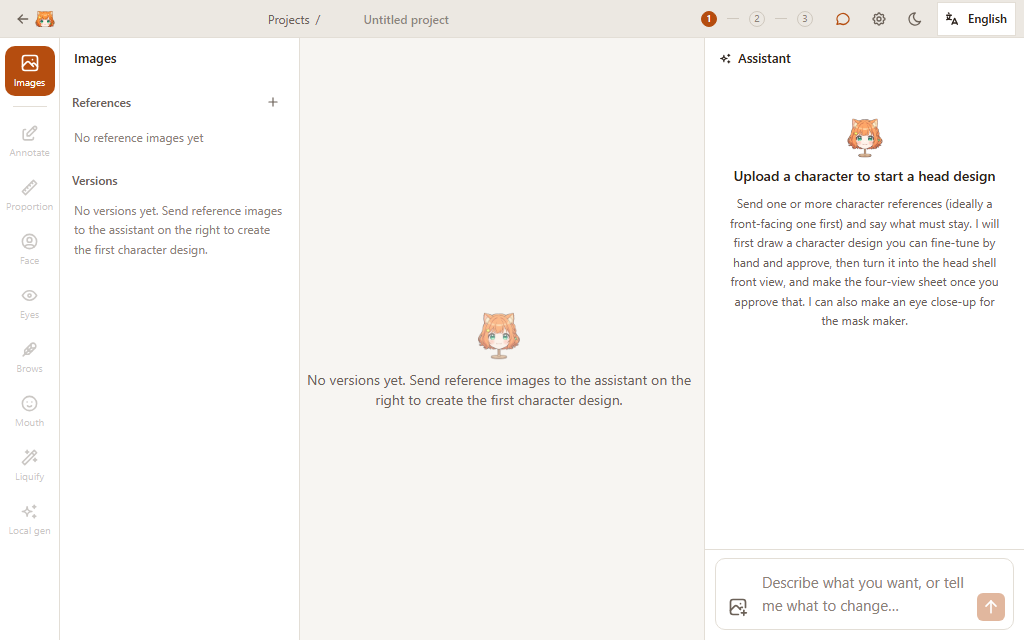 Projects /
Untitled project
1
2
3
English
Images
Annotate
Proportion
Face
Eyes
Brows
Mouth
Liquify
Local gen
Images
References
No reference images yet
Versions
No versions yet. Send reference images
to the assistant on the right to create
the first character design.
No versions yet. Send reference images to the assistant on the
right to create the first character design.
Assistant
Upload a character to start a head design
Send one or more character references (ideally a
front-facing one first) and say what must stay. I will
first draw a character design you can fine-tune by
hand and approve, then turn it into the head shell
front view, and make the four-view sheet once you
approve that. I can also make an eye close-up for
the mask maker.
Describe what you want, or tell
me what to change...